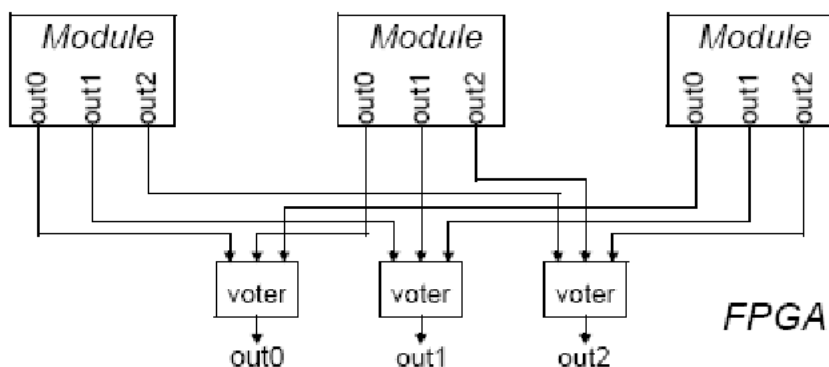 Module Module Module
out0 out1 out2 out0 out1 out2 out0 out1 out2
voter voter voter
FPGA
out0 out1 out2